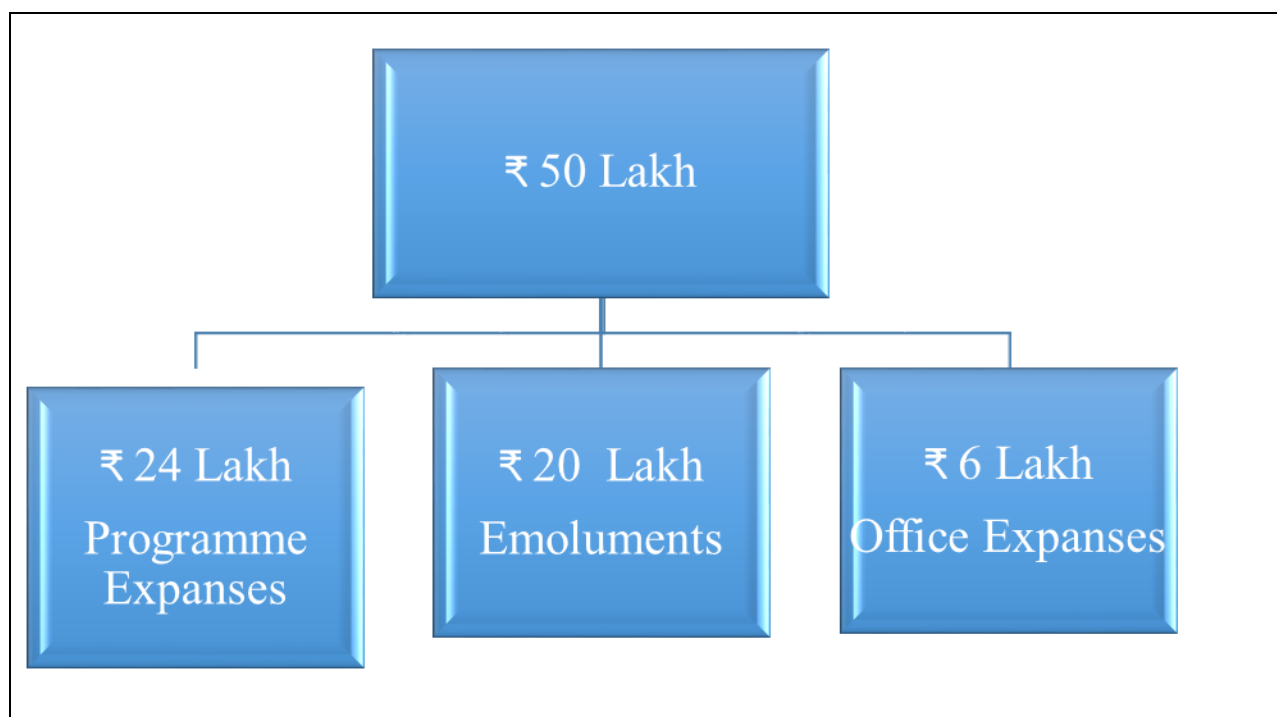 ₹ 50 Lakh
₹ 24 Lakh
Programme
Expanses
₹ 20 Lakh
Emoluments
₹ 6 Lakh
Office Expanses